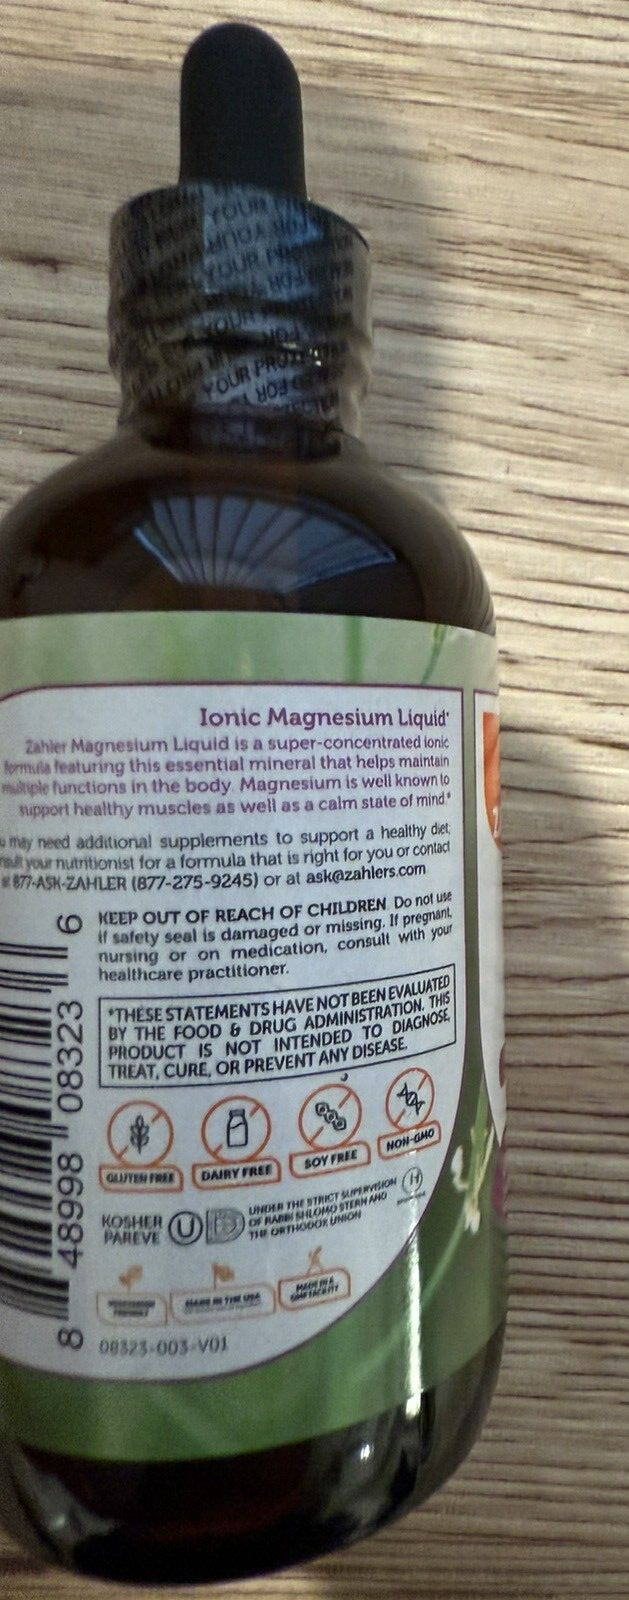 YOUR
YOUR PRO
YOUR PROTE
Ionic Magnesium Liquid*
Zahler Magnesium Liquid is a super-concentrated ionic
formula featuring this essential mineral that helps maintain
multiple functions in the body. Magnesium is well known to
support healthy muscles as well as a calm state of mind.*
may need additional supplements to support a healthy diet;
your nutritionist for a formula that is right for you or contact
877-ASK-ZAHLER (877-275-9245) or at ask@zahlers.com
KEEP OUT OF REACH OF CHILDREN Do not use
if safety seal is damaged or missing. If pregnant,
nursing or on medication, consult with your
healthcare practitioner.
*THESE STATEMENTS HAVE NOT BEEN EVALUATED
BY THE FOOD & DRUG ADMINISTRATION. THIS
PRODUCT IS NOT INTENDED TO DIAGNOSE,
TREAT, CURE, OR PREVENT ANY DISEASE.
GLUTEN FREE DAIRY FREE SOY FREE NON-GMO
KOSHER
PAREVE
U
UNDER THE STRICT SUPERVISION
OF RABBI SHLOMO STERN AND
THE ORTHODOX UNION
H
VEGETARIAN
FRIENDLY
MADE IN THE USA
MADE IN A
GMP FACILITY
08323-003-V01
8 48998 08323 6